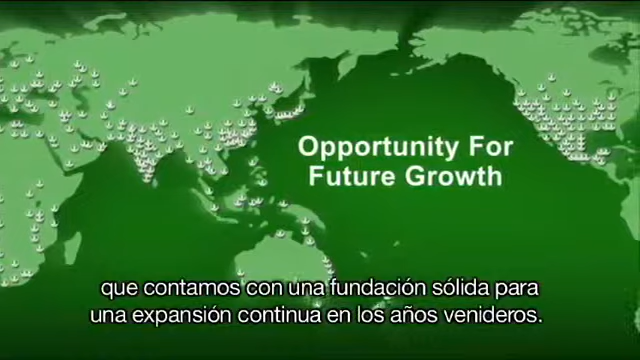 Opportunity For
Future Growth
que contamos con una fundación sólida para
una expansión continua en los años venideros.